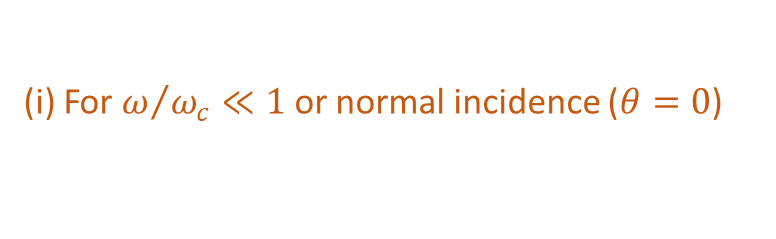 (i) For ω/ω_c ≪ 1 or normal incidence (θ = 0)